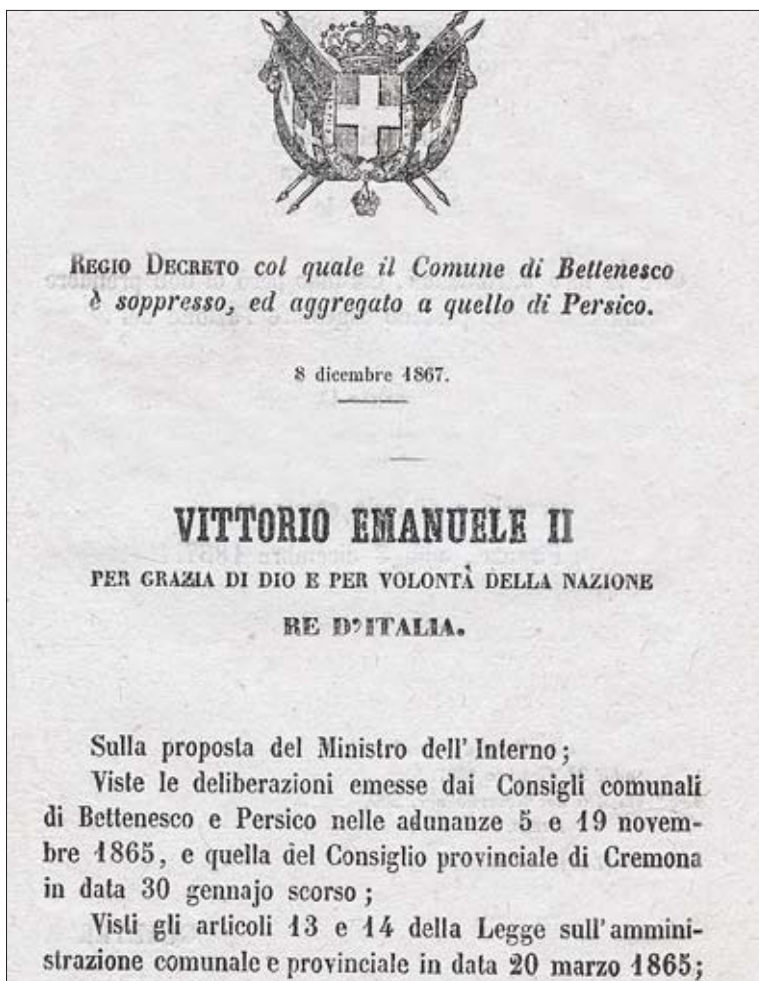 REGIO DECRETO col quale il Comune di Bettenesco
è soppresso, ed aggregato a quello di Persico.
8 dicembre 1867.
VITTORIO EMANUELE II
PER GRAZIA DI DIO E PER VOLONTÀ DELLA NAZIONE
RE D'ITALIA.
Sulla proposta del Ministro dell'Interno;
Viste le deliberazioni emesse dai Consigli comunali
di Bettenesco e Persico nelle adunanze 5 e 19 novem-
bre 1865, e quella del Consiglio provinciale di Cremona
in data 30 gennajo scorso;
Visti gli articoli 13 e 14 della Legge sull'ammini-
strazione comunale e provinciale in data 20 marzo 1865;